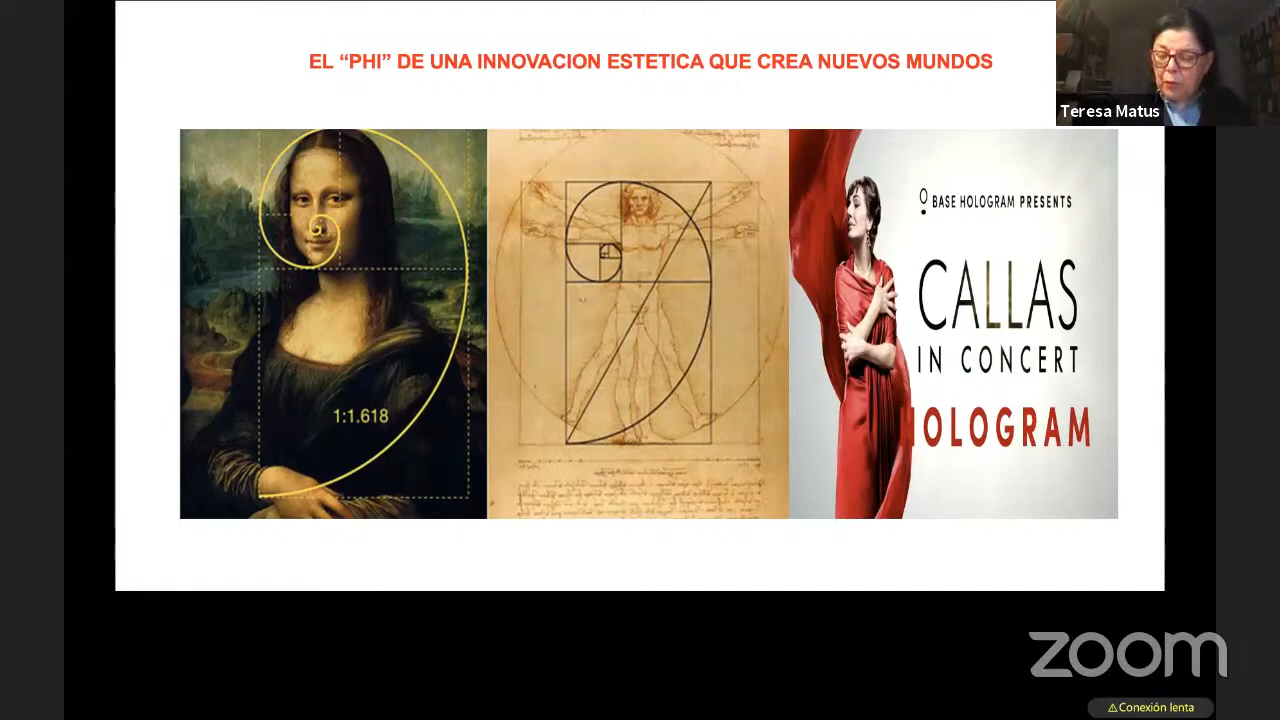 EL “PHI” DE UNA INNOVACION ESTETICA QUE CREA NUEVOS MUNDOS
Teresa Matus
1:1.618
BASE HOLOGRAM PRESENTS
CALLAS
IN CONCERT
HOLOGRAM
zoom
⚠Conexión lenta